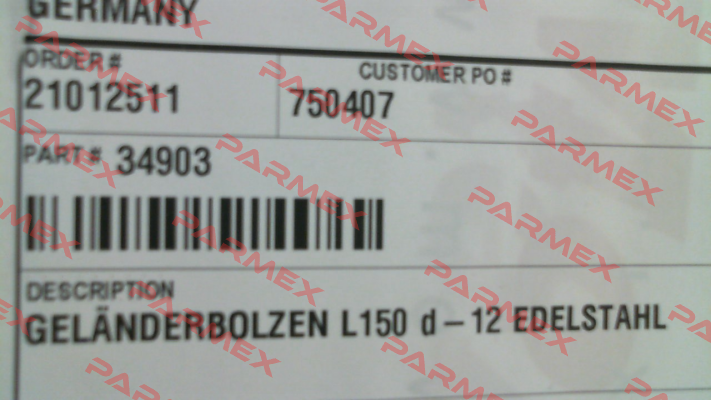 GERMANY
ORDER # CUSTOMER PO #
21012511 750407
PART # 34903
DESCRIPTION
GELÄNDERBOLZEN L150 d – 12 EDELSTAHL
PARMEX